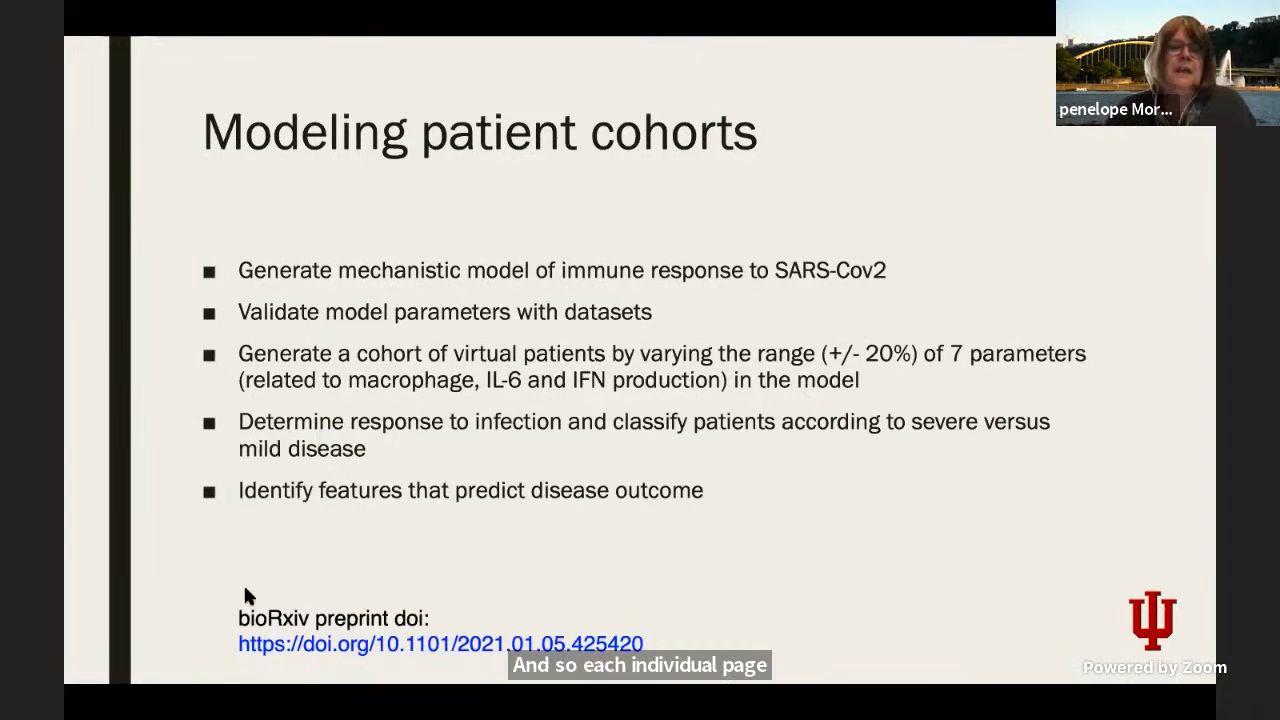 penelope Mor...
Modeling patient cohorts
■ Generate mechanistic model of immune response to SARS-Cov2
■ Validate model parameters with datasets
■ Generate a cohort of virtual patients by varying the range (+/- 20%) of 7 parameters
(related to macrophage, IL-6 and IFN production) in the model
■ Determine response to infection and classify patients according to severe versus
mild disease
■ Identify features that predict disease outcome
bioRxiv preprint doi:
https://doi.org/10.1101/2021.01.05.425420
And so each individual page
Powered by Zoom